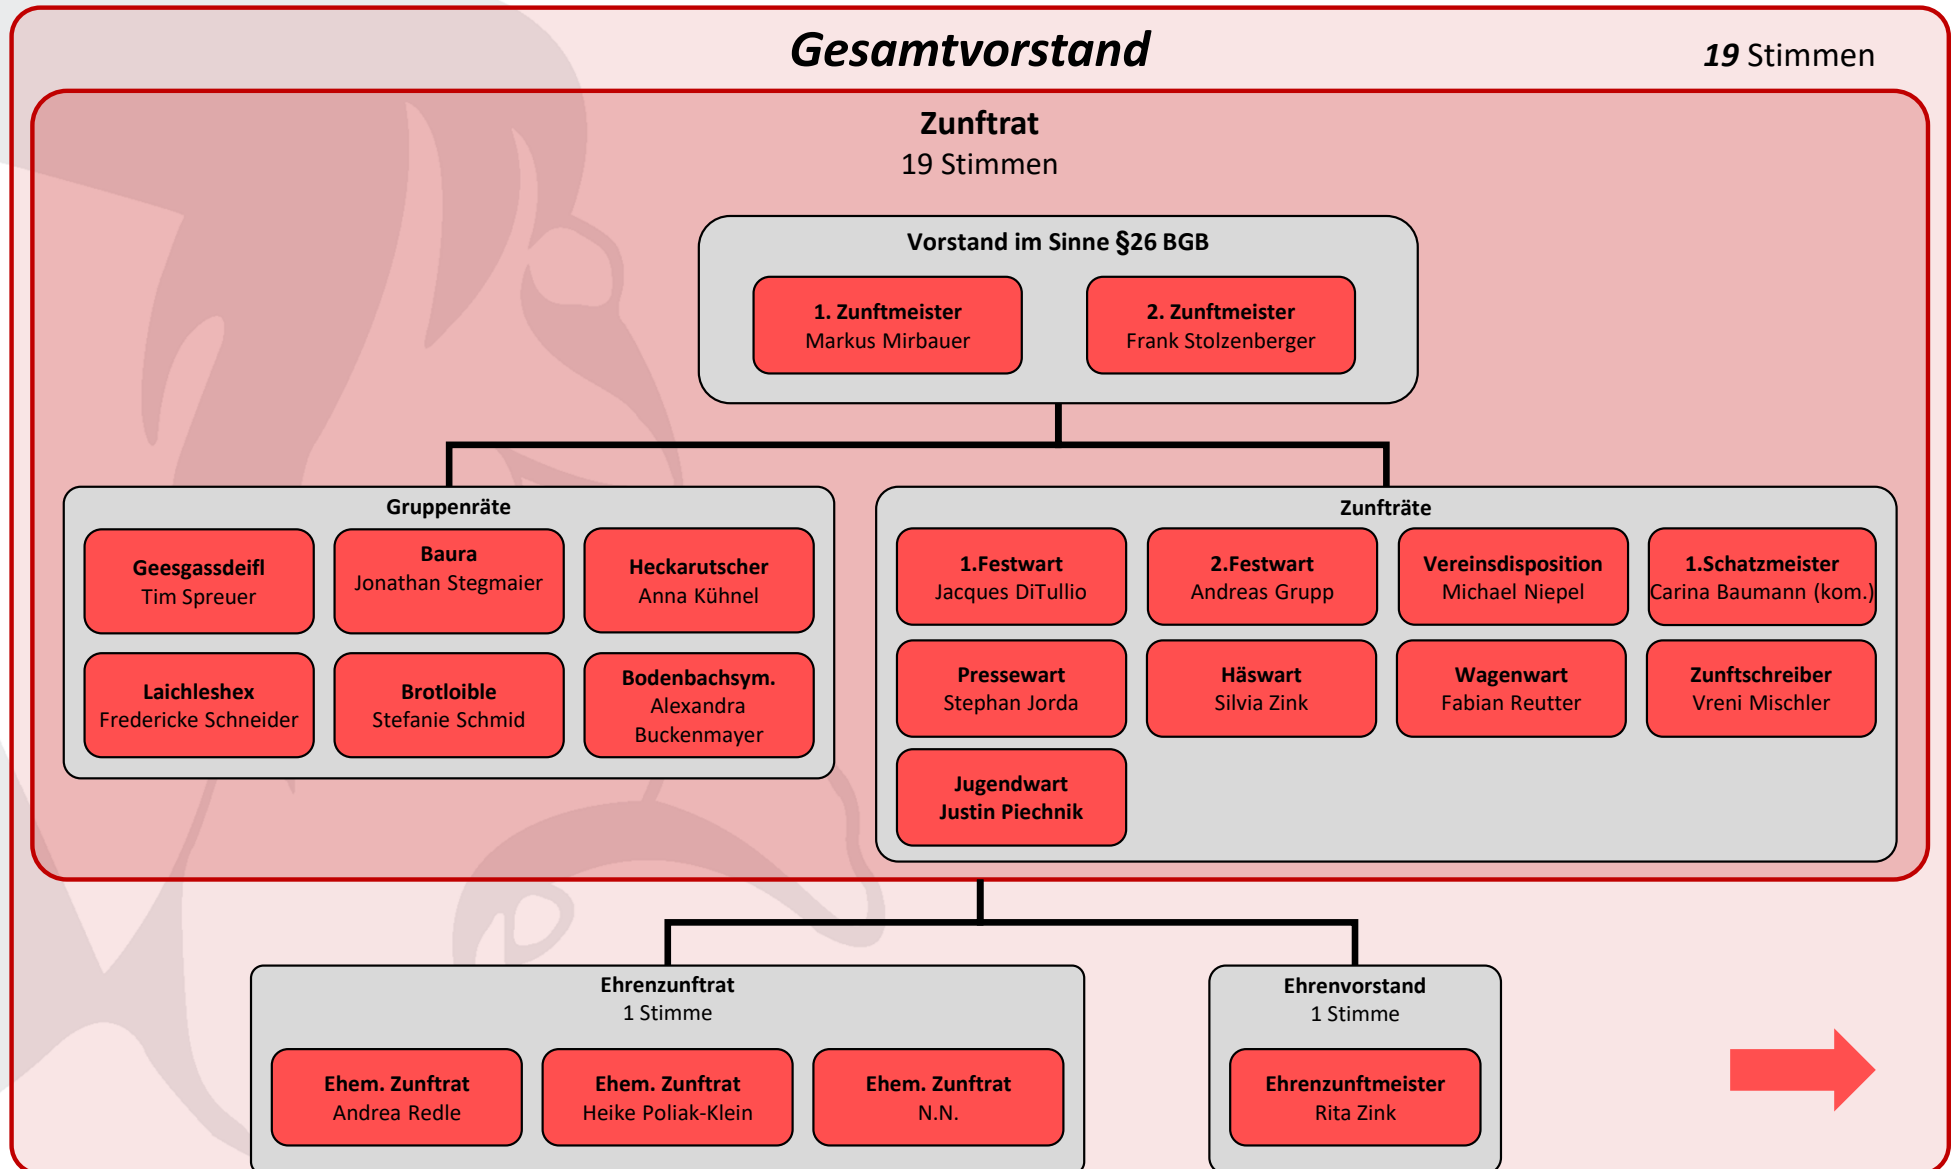 Gesamtvorstand
19 Stimmen
Zunftrat
19 Stimmen
Vorstand im Sinne §26 BGB
1. Zunftmeister
Markus Mirbauer
2. Zunftmeister
Frank Stolzenberger
Gruppenräte
Geesgassdeifl
Tim Spreuer
Baura
Jonathan Stegmaier
Heckarutscher
Anna Kühnel
Laichleshex
Fredericke Schneider
Brotloible
Stefanie Schmid
Bodenbachsym.
Alexandra
Buckenmayer
Zunfträte
1.Festwart
Jacques DiTullio
2.Festwart
Andreas Grupp
Vereinsdisposition
Michael Niepel
1.Schatzmeister
Carina Baumann (kom.)
Pressewart
Stephan Jorda
Häswart
Silvia Zink
Wagenwart
Fabian Reutter
Zunftschreiber
Vreni Mischler
Jugendwart
Justin Piechnik
Ehrenzunftrat
1 Stimme
Ehem. Zunftrat
Andrea Redle
Ehem. Zunftrat
Heike Poliak-Klein
Ehem. Zunftrat
N.N.
Ehrenvorstand
1 Stimme
Ehrenzunftmeister
Rita Zink